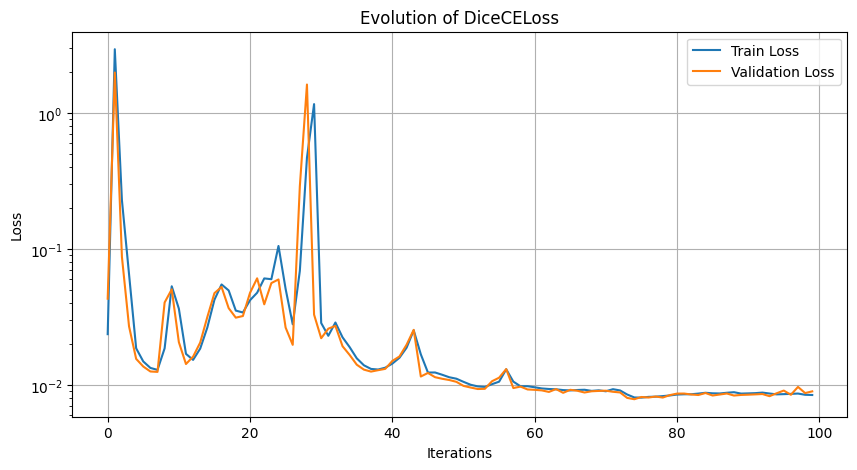 Evolution of DiceCELoss
Train Loss
Validation Loss
Loss
10^0
10^-1
10^-2
0 20 40 60 80 100
Iterations